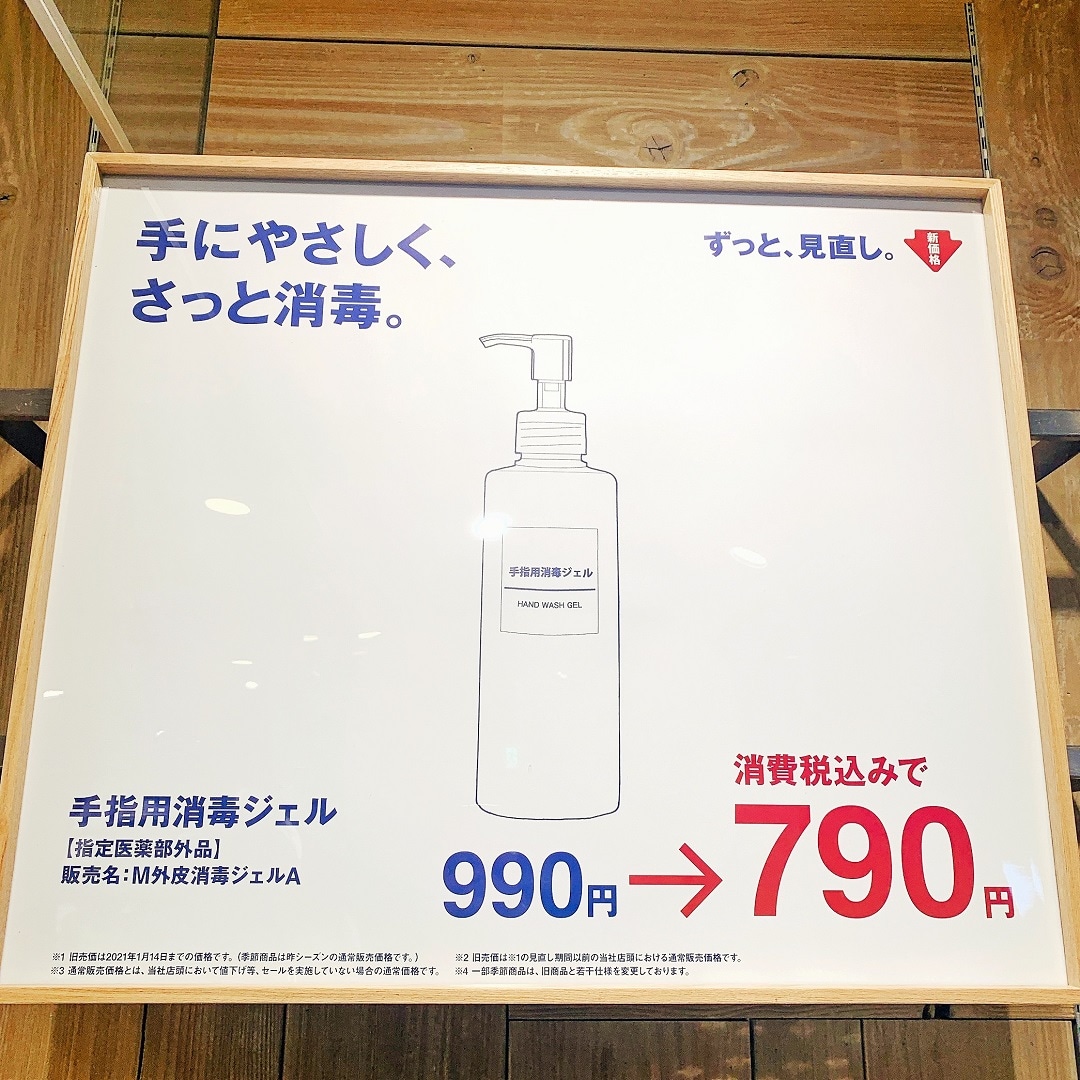 手にやさしく、
さっと消毒。
ずっと、見直し。
新価格
手指用消毒ジェル
HAND WASH GEL
消費税込みで
990円→790円
手指用消毒ジェル
【指定医薬部外品】
販売名：M外皮消毒ジェルA
※1 旧売価は2021年1月14日までの価格です。（季節商品は昨シーズンの通常販売価格です。）
※2 旧売価は※1の見直し期間以前の当社店頭における通常販売価格です。
※3 通常販売価格とは、当社店頭において値下げ等、セールを実施していない場合の通常価格です。
※4 一部季節商品は、旧商品と若干仕様を変更しております。